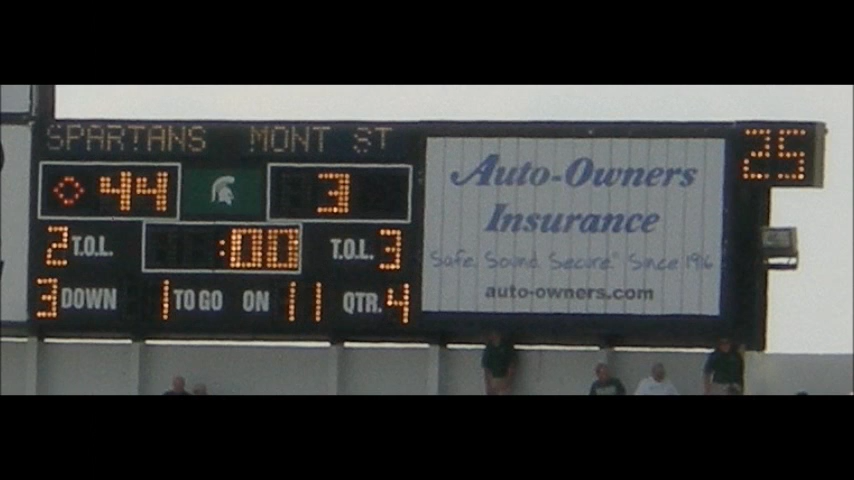 SPARTANS MONT ST
44 3
25
2 T.O.L. :00 T.O.L. 3
3 DOWN 1 TO GO ON 11 QTR. 4
Auto-Owners
Insurance
Safe. Sound. Secure. Since 1916
auto-owners.com